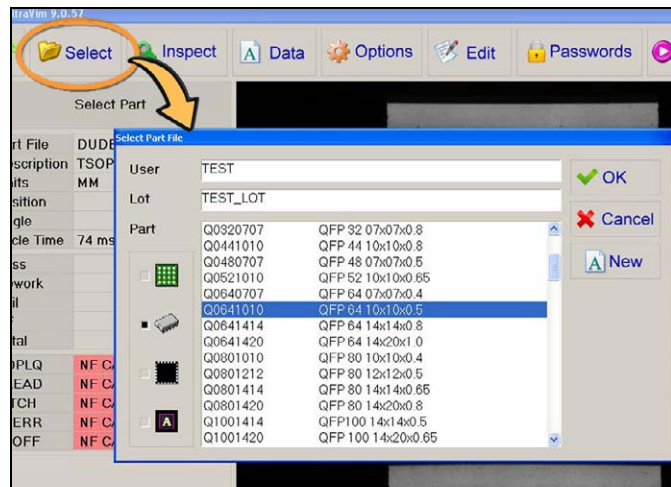 ltraVim 9.0.57
Select Inspect Data Options Edit Passwords
Select Part
rt File DUDE
scription TSOP
its MM
sition
gle
cle Time 74 ms
ss
work
il
tal
OPLQ NF C
EAD NF C
TCH NF C
ERR NF C
OFF NF C
Select Part File
User TEST
Lot TEST_LOT
Part
Q0320707 QFP 32 07x07x0.8
Q0441010 QFP 44 10x10x0.8
Q0480707 QFP 48 07x07x0.5
Q0521010 QFP 52 10x10x0.65
Q0640707 QFP 64 07x07x0.4
Q0641010 QFP 64 10x10x0.5
Q0641414 QFP 64 14x14x0.8
Q0641420 QFP 64 14x20x1.0
Q0801010 QFP 80 10x10x0.4
Q0801212 QFP 80 12x12x0.5
Q0801414 QFP 80 14x14x0.65
Q0801420 QFP 80 14x20x0.8
Q1001414 QFP100 14x14x0.5
Q1001420 QFP 100 14x20x0.65
OK
Cancel
New